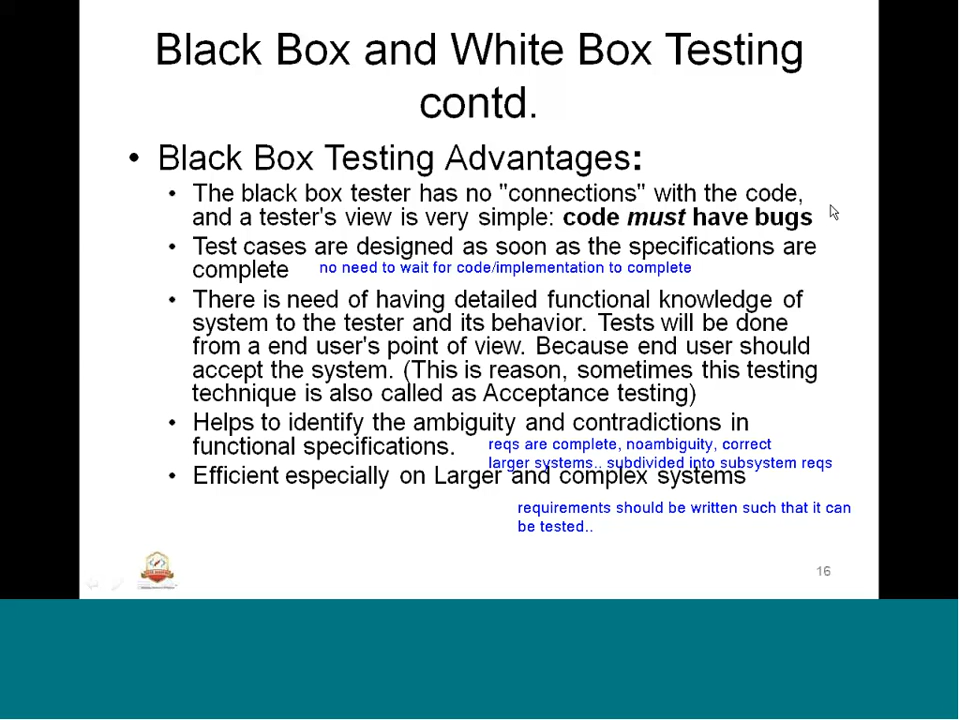 Black Box and White Box Testing
contd.
• Black Box Testing Advantages:
• The black box tester has no "connections" with the code,
and a tester's view is very simple: code must have bugs
• Test cases are designed as soon as the specifications are
complete no need to wait for code/implementation to complete
• There is need of having detailed functional knowledge of
system to the tester and its behavior. Tests will be done
from a end user's point of view. Because end user should
accept the system. (This is reason, sometimes this testing
technique is also called as Acceptance testing)
• Helps to identify the ambiguity and contradictions in
functional specifications. reqs are complete, noambiguity, correct
larger systems.. subdivided into subsystem reqs
• Efficient especially on Larger and complex systems
requirements should be written such that it can
be tested..
16